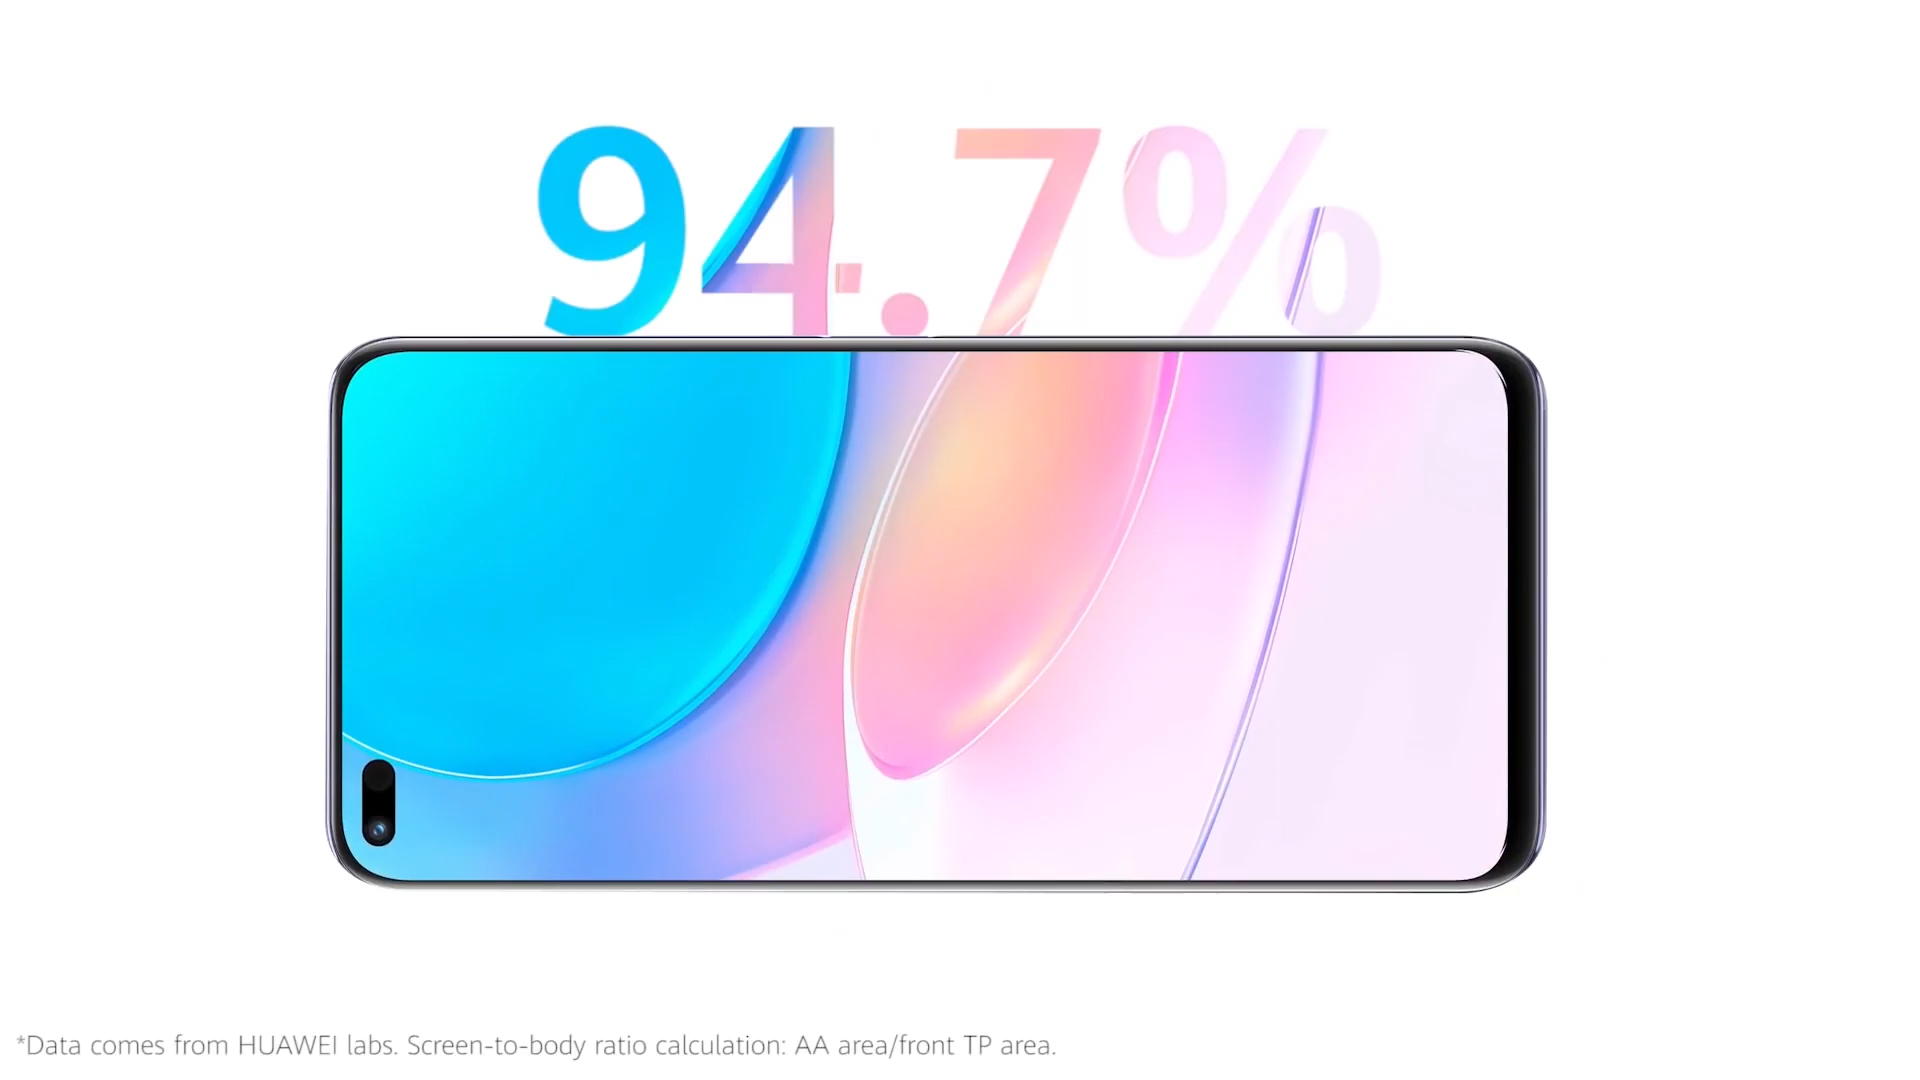 94.7%
*Data comes from HUAWEI labs. Screen-to-body ratio calculation: AA area/front TP area.